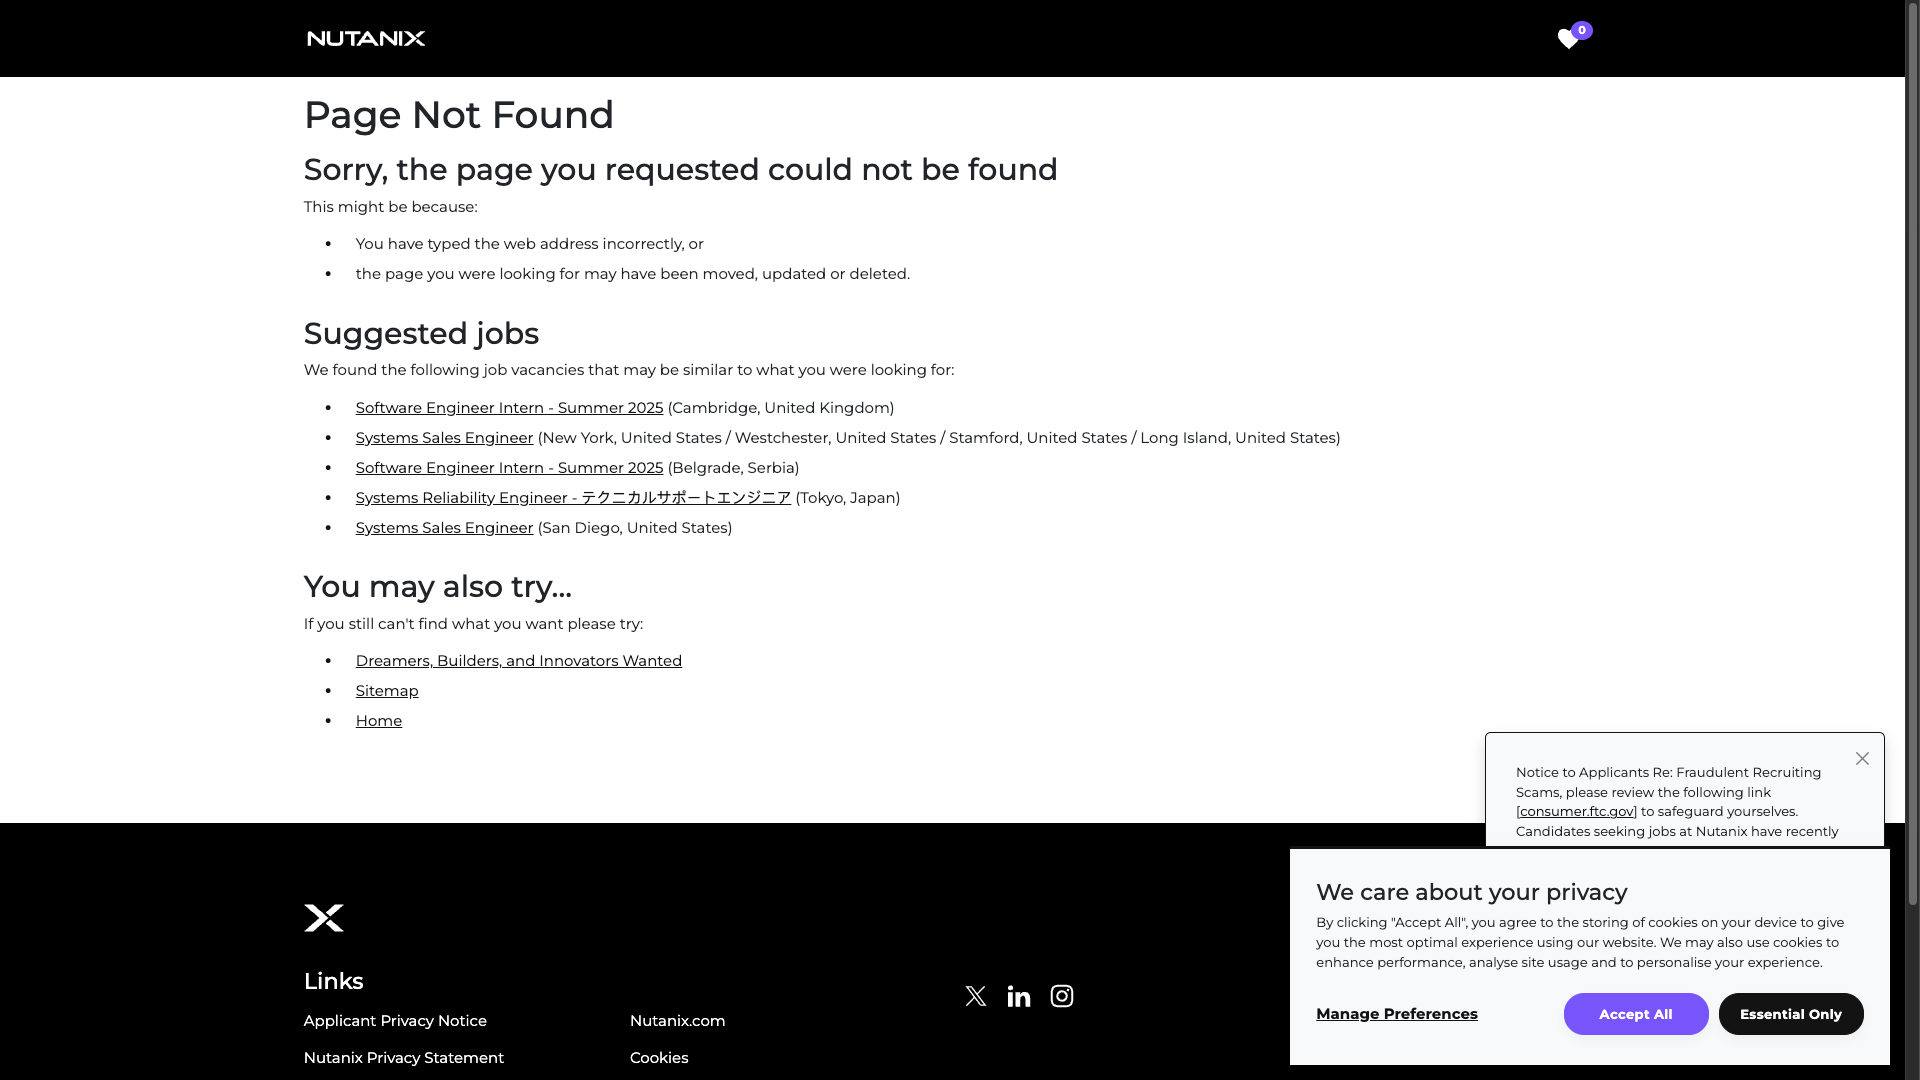 NUTANIX
0
Page Not Found
Sorry, the page you requested could not be found
This might be because:
• You have typed the web address incorrectly, or
• the page you were looking for may have been moved, updated or deleted.
Suggested jobs
We found the following job vacancies that may be similar to what you were looking for:
• Software Engineer Intern - Summer 2025 (Cambridge, United Kingdom)
• Systems Sales Engineer (New York, United States / Westchester, United States / Stamford, United States / Long Island, United States)
• Software Engineer Intern - Summer 2025 (Belgrade, Serbia)
• Systems Reliability Engineer - テクニカルサポートエンジニア (Tokyo, Japan)
• Systems Sales Engineer (San Diego, United States)
You may also try...
If you still can't find what you want please try:
• Dreamers, Builders, and Innovators Wanted
• Sitemap
• Home
Notice to Applicants Re: Fraudulent Recruiting
Scams, please review the following link
[consumer.ftc.gov] to safeguard yourselves.
Candidates seeking jobs at Nutanix have recently
We care about your privacy
By clicking "Accept All", you agree to the storing of cookies on your device to give
you the most optimal experience using our website. We may also use cookies to
enhance performance, analyse site usage and to personalise your experience.
Manage Preferences
Accept All
Essential Only
Links
Applicant Privacy Notice
Nutanix.com
Nutanix Privacy Statement
Cookies